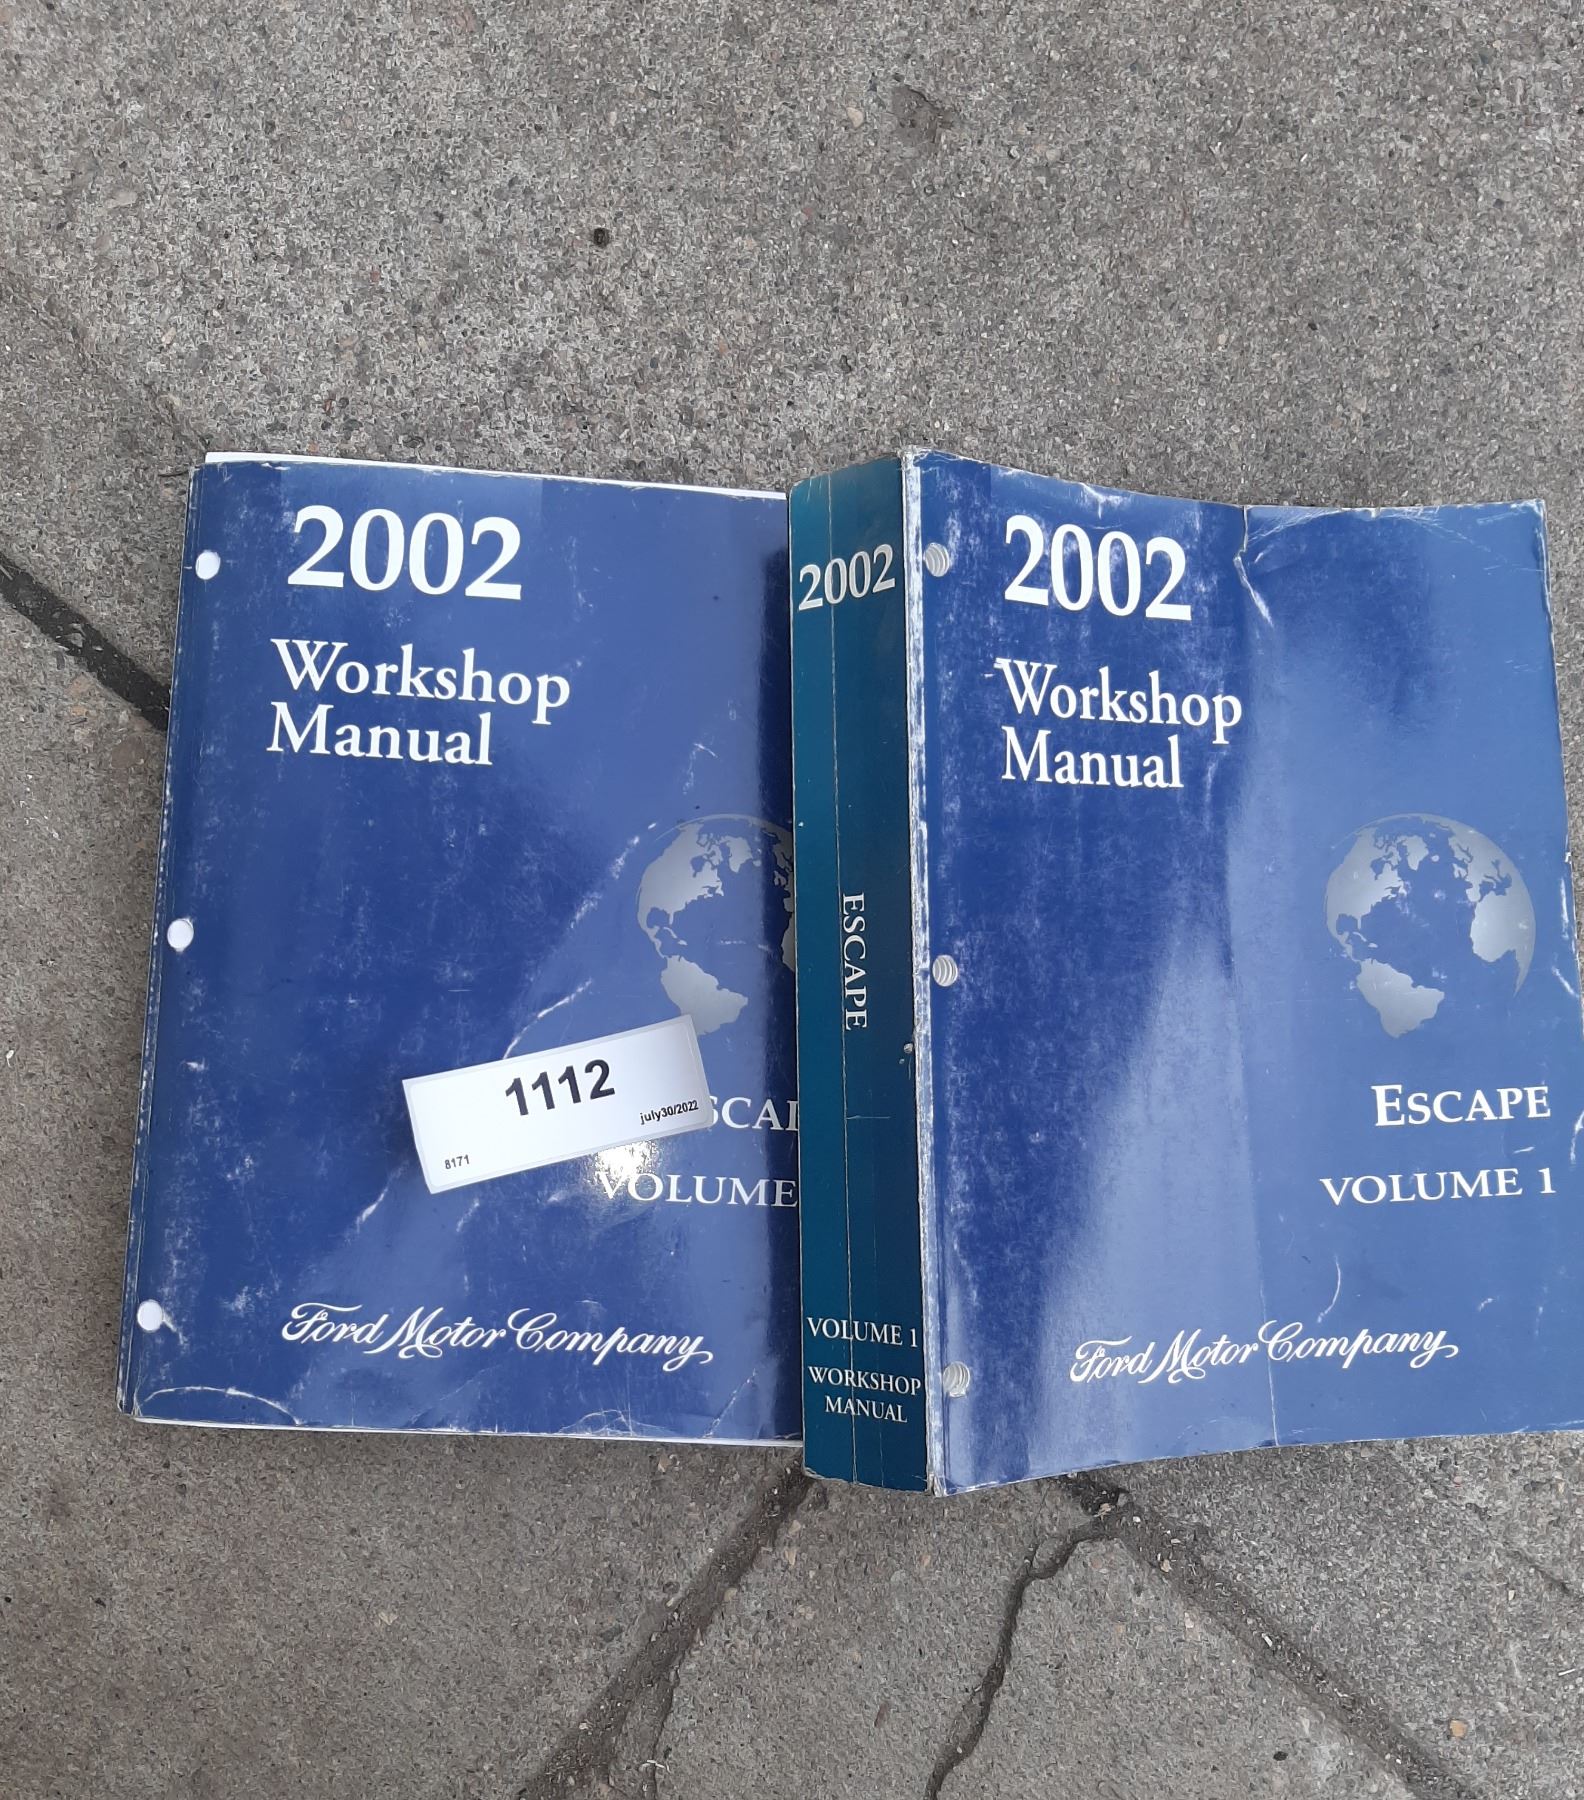 2002
Workshop
Manual
1112
july30/2022
8171
VOLUME
Ford Motor Company
2002
ESCAPE
VOLUME 1
WORKSHOP
MANUAL
2002
Workshop
Manual
ESCAPE
VOLUME 1
Ford Motor Company